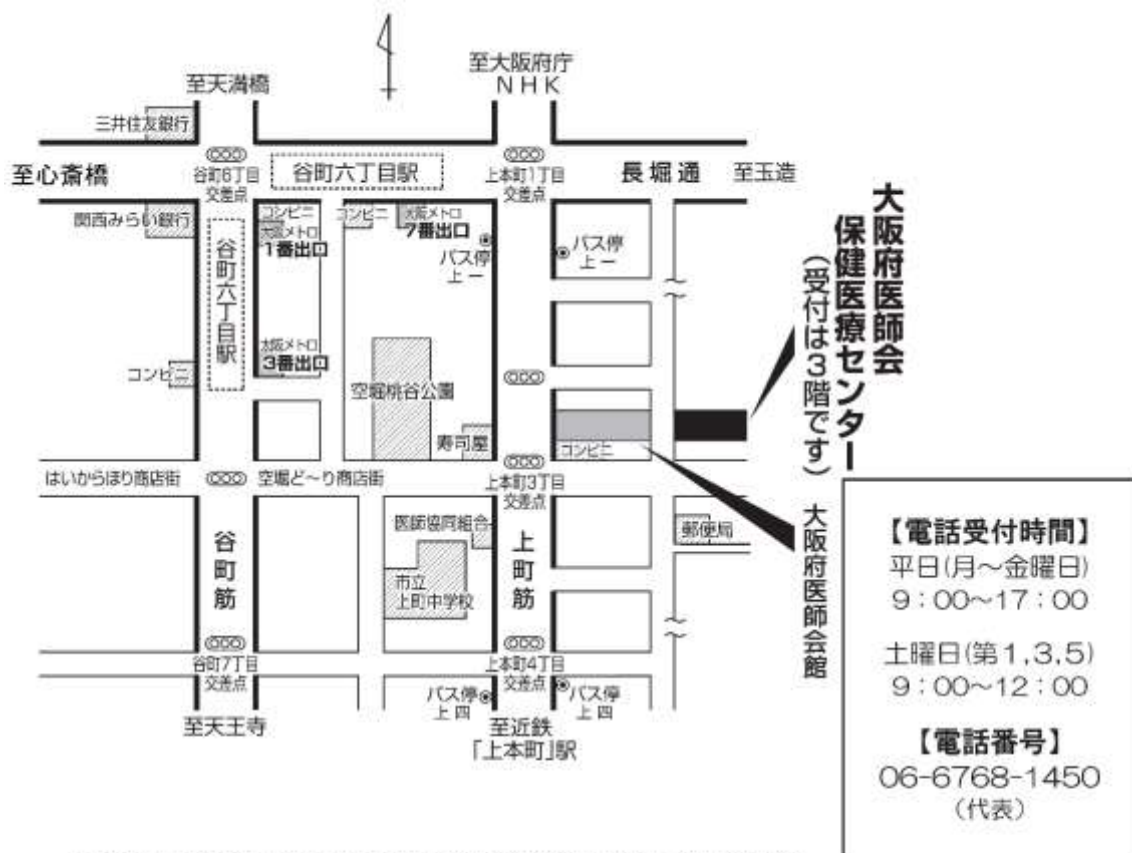 至大阪府庁
NHK
至天満橋
三井住友銀行
至心斎橋
谷町6丁目
交差点
谷町六丁目駅
上本町1丁目
交差点
長堀通
至玉造
関西みらい銀行
コンビニ
大阪メトロ
1番出口
コンビニ
大阪メトロ
7番出口
バス停
上一
バス停
上一
谷町六丁目駅
大阪メトロ
3番出口
コンビニ
空堀桃谷公園
寿司屋
コンビニ
はいからほり商店街
空堀ど〜り商店街
上本町3丁目
交差点
医師協同組合
郵便局
谷町筋
上町筋
市立
上町中学校
谷町7丁目
交差点
上本町4丁目
交差点
バス停
上四
バス停
上四
至天王寺
至近鉄
「上本町」駅
大阪府医師会
保健医療センター
(受付は3階です)
大阪府医師会館
【電話受付時間】
平日(月〜金曜日)
9:00〜17:00
土曜日(第1,3,5)
9:00〜12:00
【電話番号】
06-6768-1450
(代表)